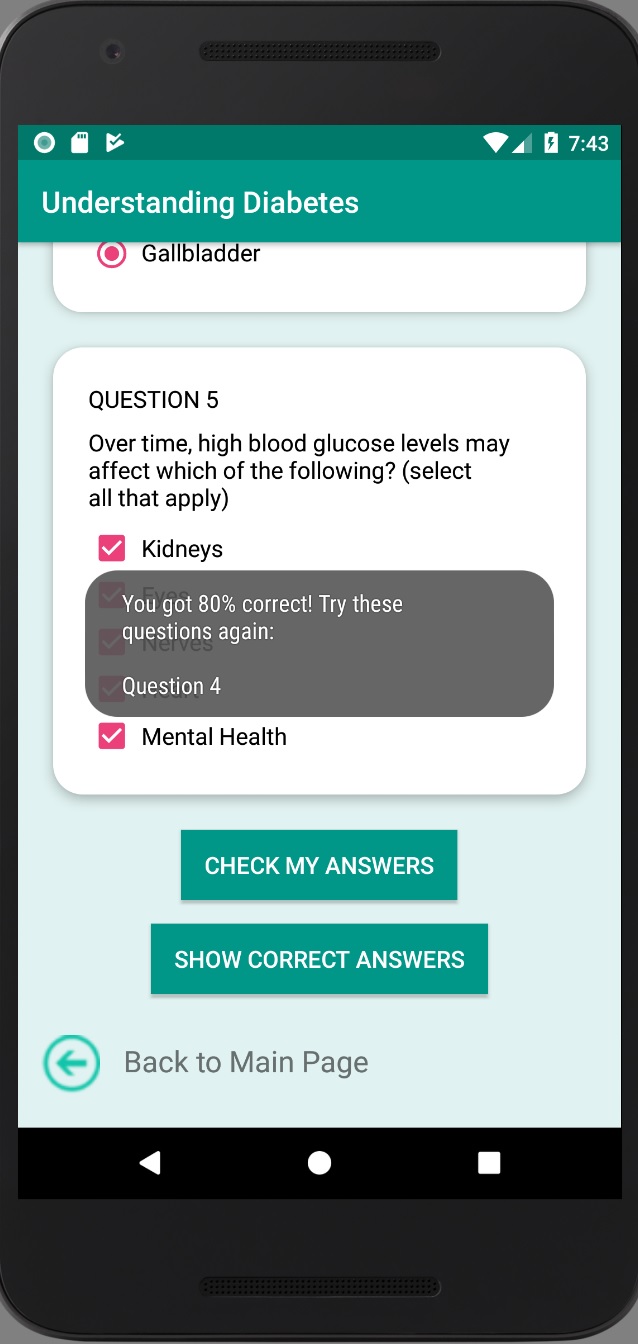 7:43
Understanding Diabetes
Gallbladder
QUESTION 5
Over time, high blood glucose levels may
affect which of the following? (select
all that apply)
Kidneys
Eyes
You got 80% correct! Try these
questions again:
Nerves
Question 4
Heart
Mental Health
CHECK MY ANSWERS
SHOW CORRECT ANSWERS
Back to Main Page